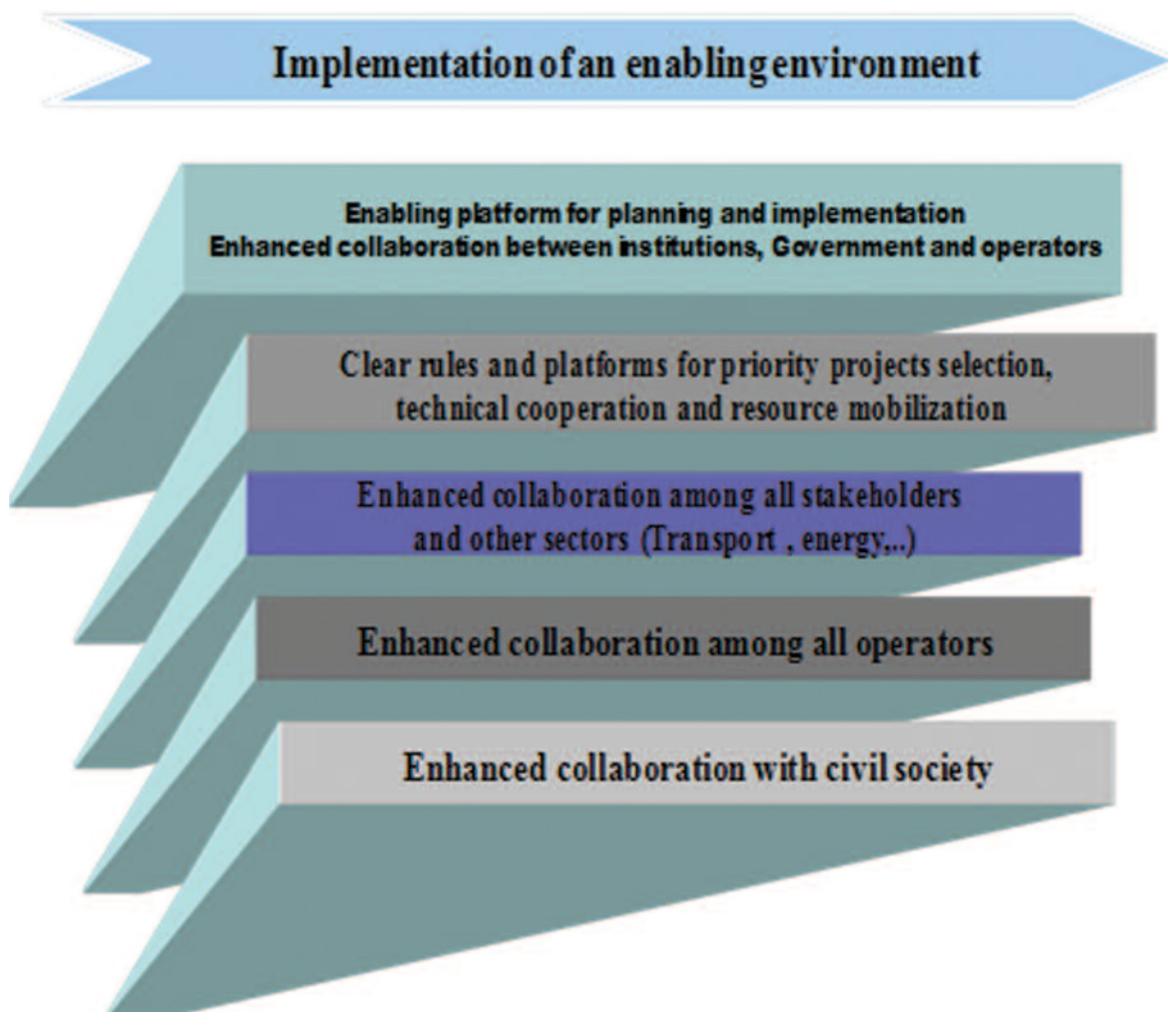 Implementation of an enabling environment
Enabling platform for planning and implementation
Enhanced collaboration between institutions, Government and operators
Clear rules and platforms for priority projects selection,
technical cooperation and resource mobilization
Enhanced collaboration among all stakeholders
and other sectors (Transport , energy,..)
Enhanced collaboration among all operators
Enhanced collaboration with civil society